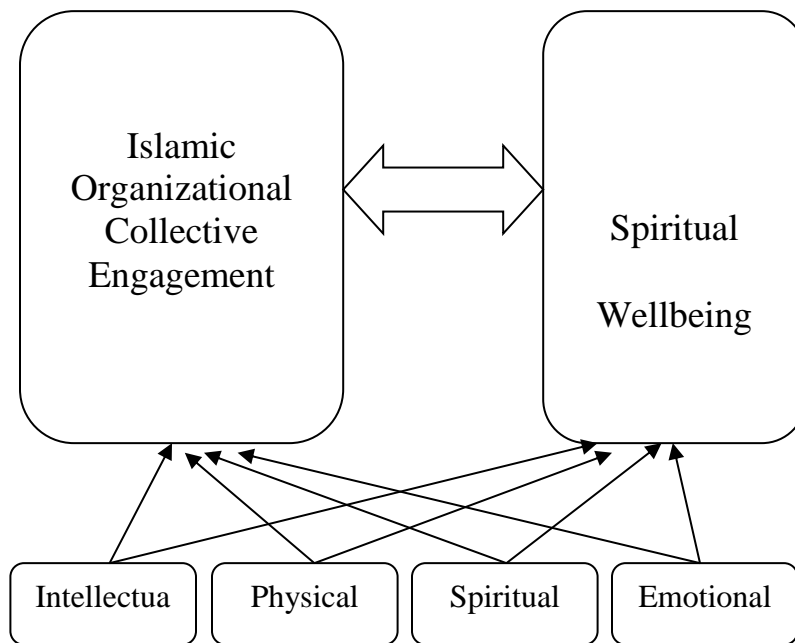 Islamic
Organizational
Collective
Engagement
Spiritual
Wellbeing
Intellectua
Physical
Spiritual
Emotional